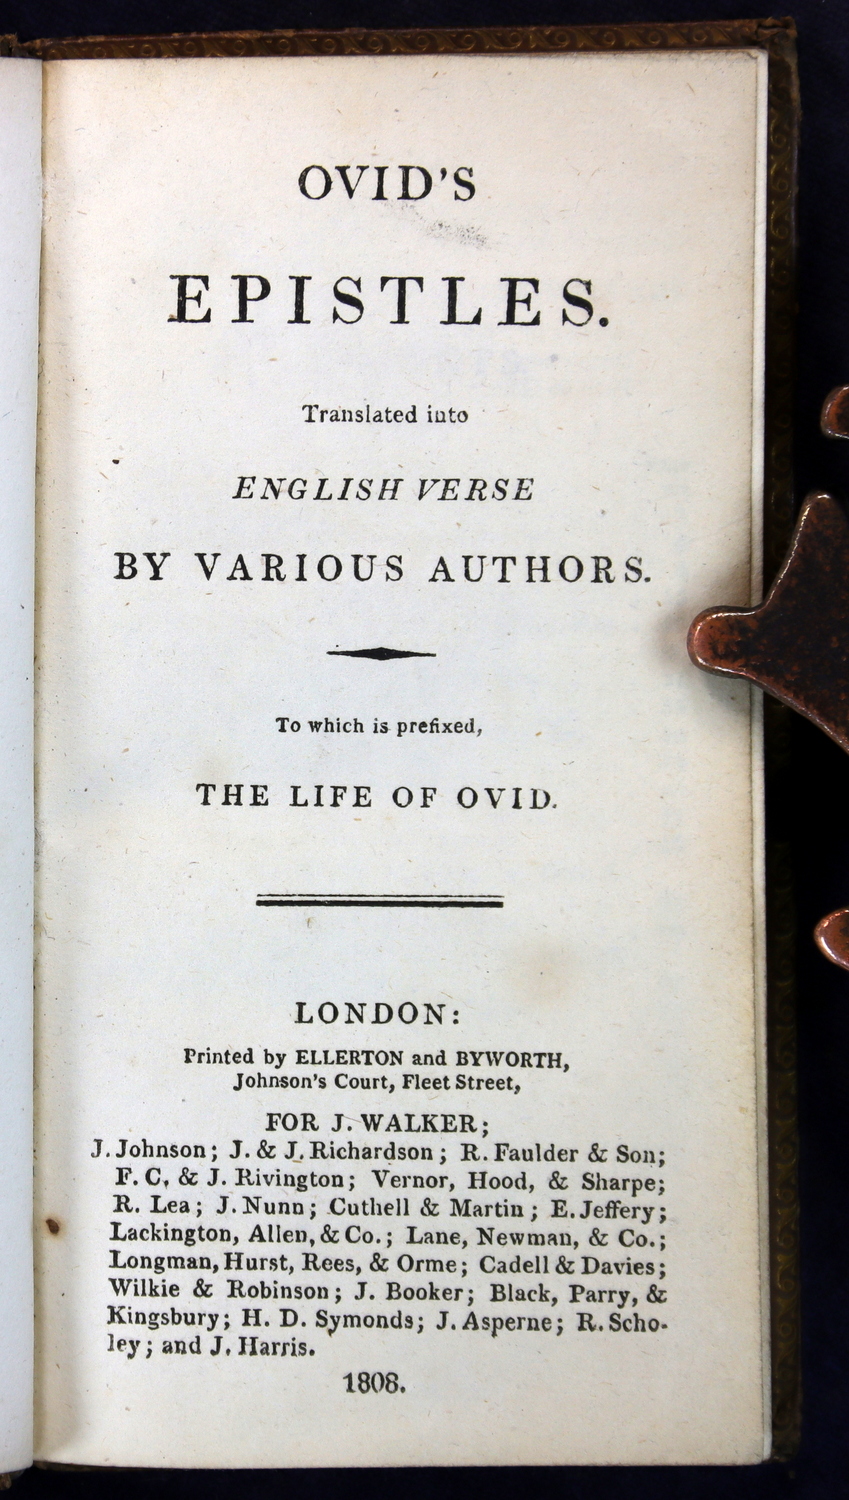 OVID'S
EPISTLES.
Translated into
ENGLISH VERSE
BY VARIOUS AUTHORS.
To which is prefixed,
THE LIFE OF OVID.
LONDON:
Printed by ELLERTON and BYWORTH,
Johnson's Court, Fleet Street,
FOR J. WALKER;
J. Johnson; J. & J. Richardson; R. Faulder & Son;
F. C, & J. Rivington; Vernor, Hood, & Sharpe;
R. Lea; J. Nunn; Cuthell & Martin; E. Jeffery;
Lackington, Allen, & Co.; Lane, Newman, & Co.;
Longman, Hurst, Rees, & Orme; Cadell & Davies;
Wilkie & Robinson; J. Booker; Black, Parry, &
Kingsbury; H. D. Symonds; J. Asperne; R. Scho-
ley; and J. Harris.
1808.